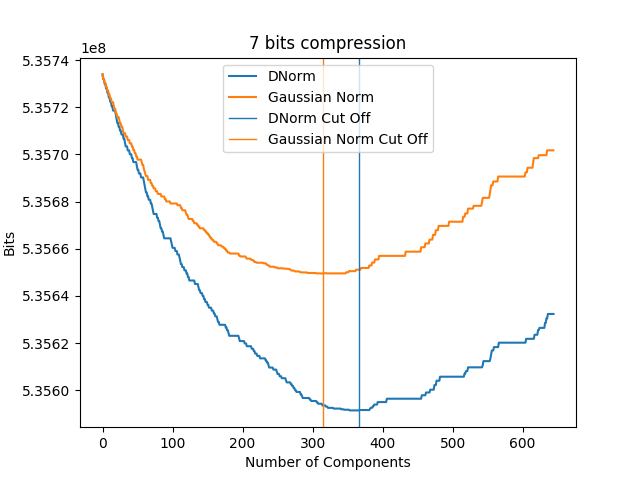 7 bits compression
1e8
5.3574
5.3572
5.3570
5.3568
5.3566
5.3564
5.3562
5.3560
Bits
DNorm
Gaussian Norm
DNorm Cut Off
Gaussian Norm Cut Off
0 100 200 300 400 500 600
Number of Components